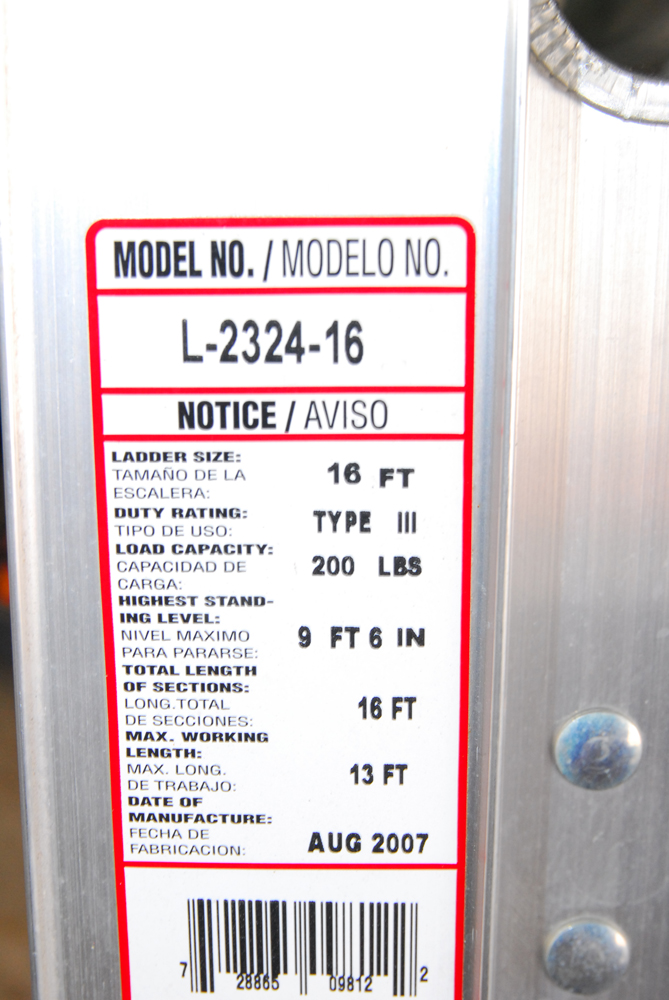 MODEL NO. / MODELO NO.
L-2324-16
NOTICE / AVISO
LADDER SIZE:
TAMAÑO DE LA
ESCALERA:
16 FT
DUTY RATING:
TIPO DE USO:
TYPE III
LOAD CAPACITY:
CAPACIDAD DE
CARGA:
200 LBS
HIGHEST STAND-
ING LEVEL:
NIVEL MAXIMO
PARA PARARSE:
9 FT 6 IN
TOTAL LENGTH
OF SECTIONS:
LONG.TOTAL
DE SECCIONES:
16 FT
MAX. WORKING
LENGTH:
MAX. LONG.
DE TRABAJO:
13 FT
DATE OF
MANUFACTURE:
FECHA DE
FABRICACION:
AUG 2007
7 28865 09812 2